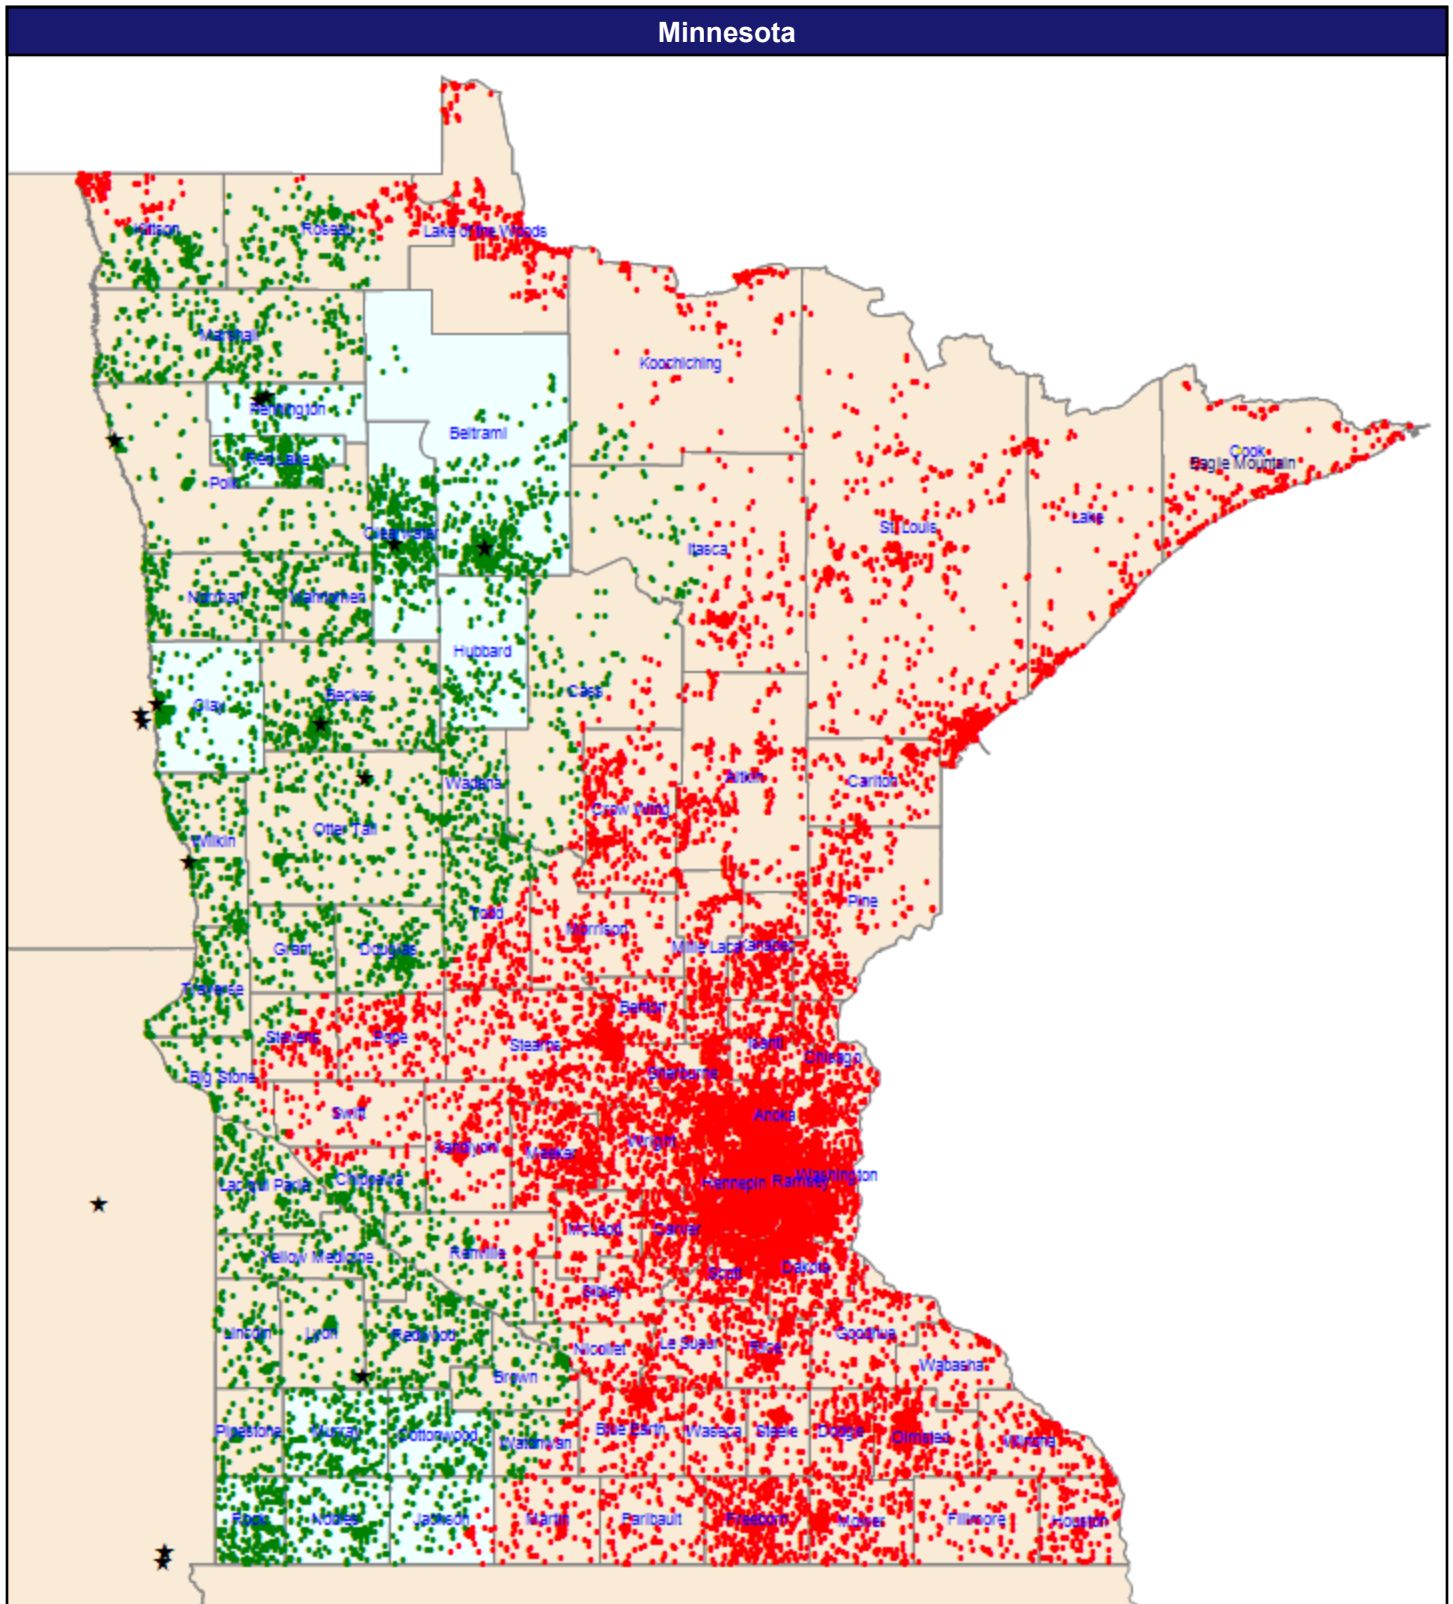 Minnesota
Kittson
Roseau
Lake of the Woods
Marshall
Koochiching
Pennington
Beltrami
Cook
Red Lake
Eagle Mountain
Polk
Lake
Clearwater
St. Louis
Itasca
Norman
Mahnomen
Hubbard
Cass
Becker
Clay
Wadena
Aitkin
Carlton
Crow Wing
Otter Tail
Wilkin
Pine
Todd
Morrison
Grant
Douglas
Mille Lacs
Kanabec
Traverse
Benton
Stevens
Pope
Stearns
Isanti
Chisago
Big Stone
Sherburne
Swift
Anoka
Kandiyohi
Meeker
Wright
Lac qui Parle
Chippewa
Hennepin
Ramsey
Washington
McLeod
Carver
Yellow Medicine
Renville
Scott
Dakota
Sibley
Lincoln
Lyon
Redwood
Nicollet
Le Sueur
Rice
Goodhue
Wabasha
Brown
Pipestone
Murray
Cottonwood
Watonwan
Blue Earth
Waseca
Steele
Dodge
Olmsted
Winona
Rock
Nobles
Jackson
Martin
Faribault
Freeborn
Mower
Fillmore
Houston